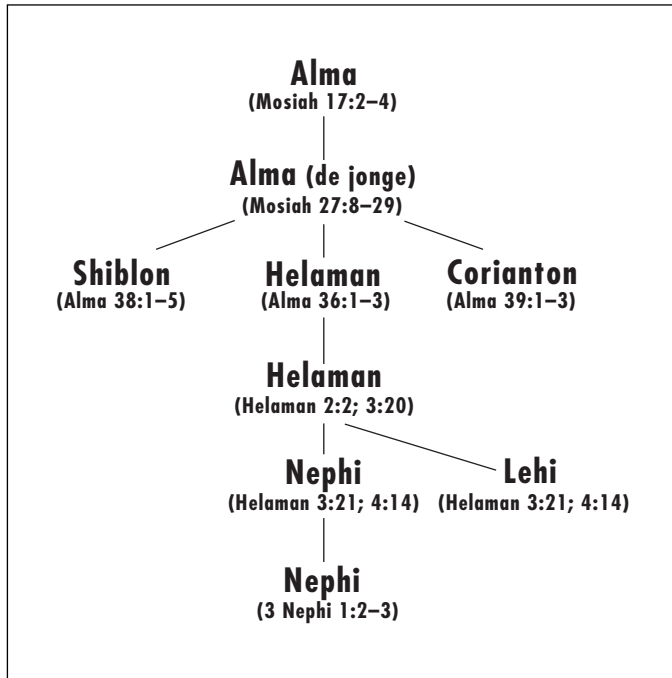 Alma
(Mosiah 17:2–4)
Alma (de jonge)
(Mosiah 27:8–29)
Shiblon Helaman Corianton
(Alma 38:1–5) (Alma 36:1–3) (Alma 39:1–3)
Helaman
(Helaman 2:2; 3:20)
Nephi Lehi
(Helaman 3:21; 4:14) (Helaman 3:21; 4:14)
Nephi
(3 Nephi 1:2–3)